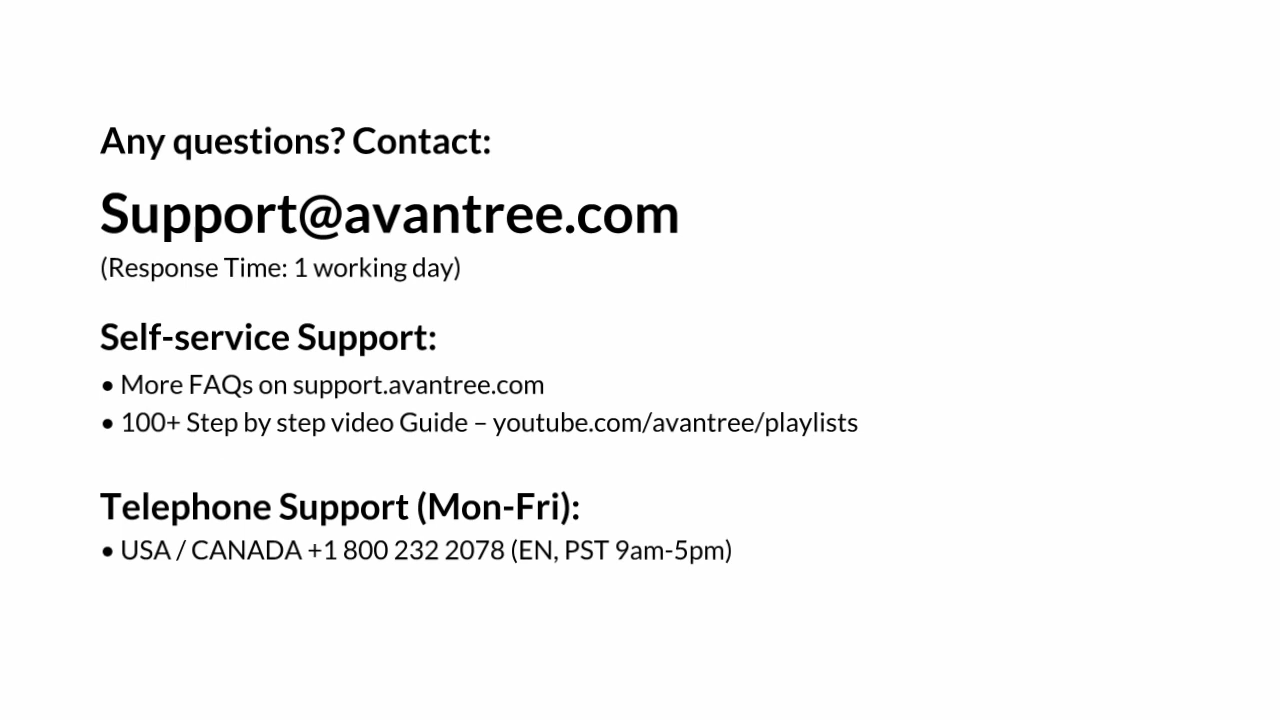 Any questions? Contact:
Support@avantree.com
(Response Time: 1 working day)
Self-service Support:
• More FAQs on support.avantree.com
• 100+ Step by step video Guide – youtube.com/avantree/playlists
Telephone Support (Mon-Fri):
• USA / CANADA +1 800 232 2078 (EN, PST 9am-5pm)